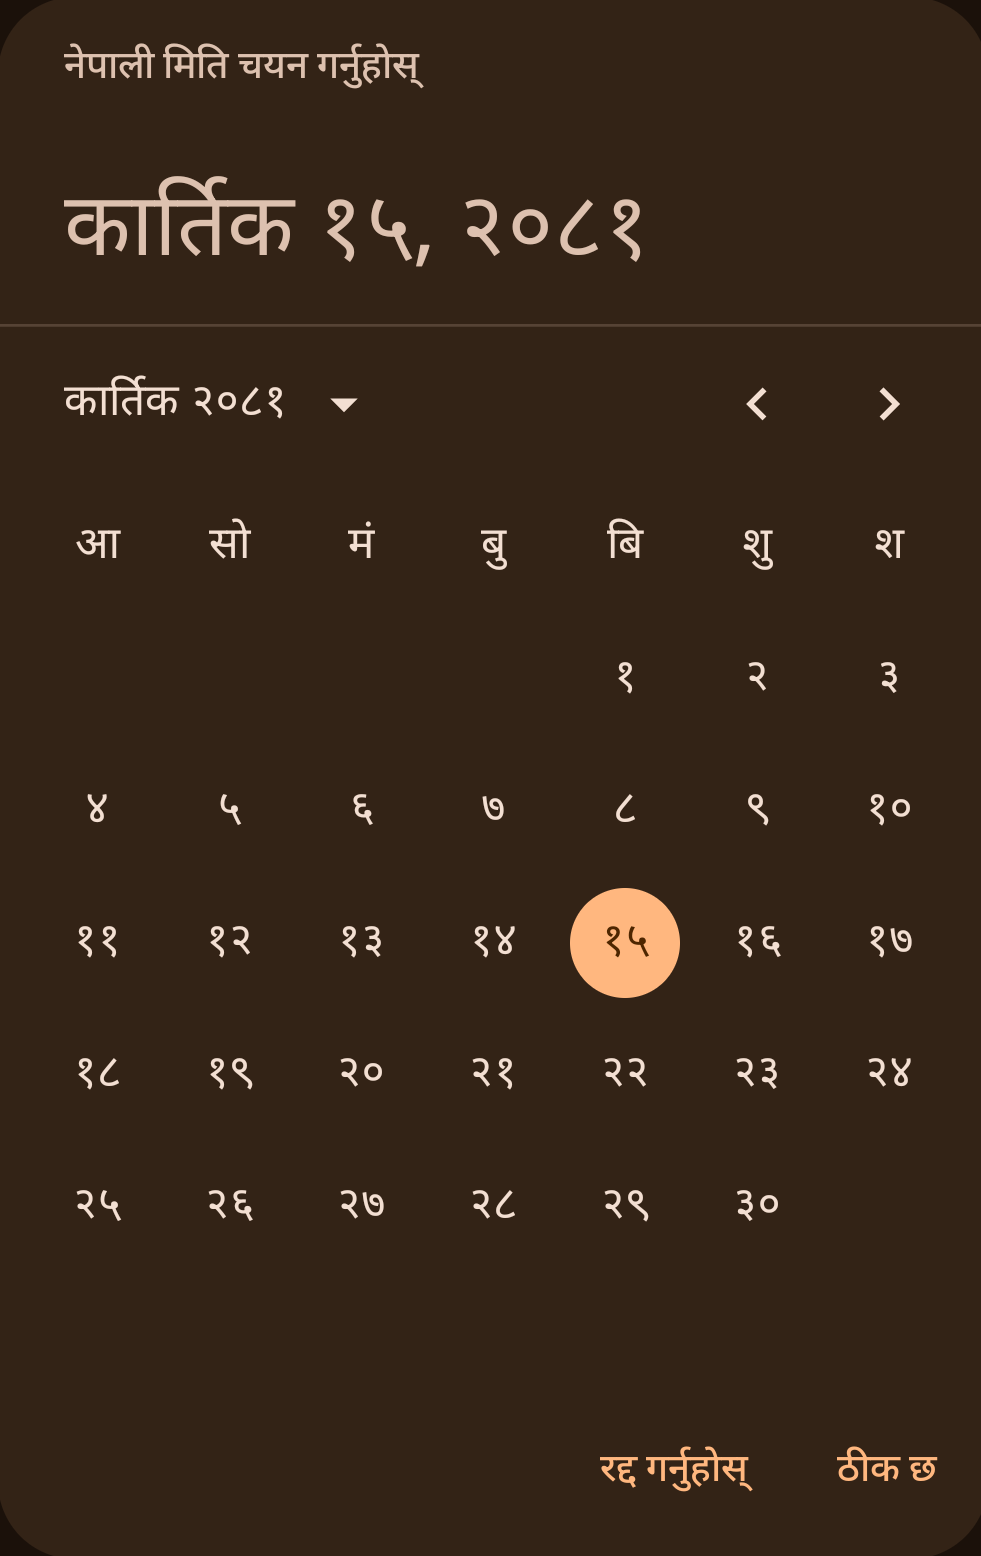 नेपाली मिति चयन गर्नुहोस्
कार्तिक १५, २०८१
कार्तिक २०८१
आ सो मं बु बि शु श
१ २ ३
४ ५ ६ ७ ८ ९ १०
११ १२ १३ १४ १५ १६ १७
१८ १९ २० २१ २२ २३ २४
२५ २६ २७ २८ २९ ३०
रद्द गर्नुहोस् ठीक छ